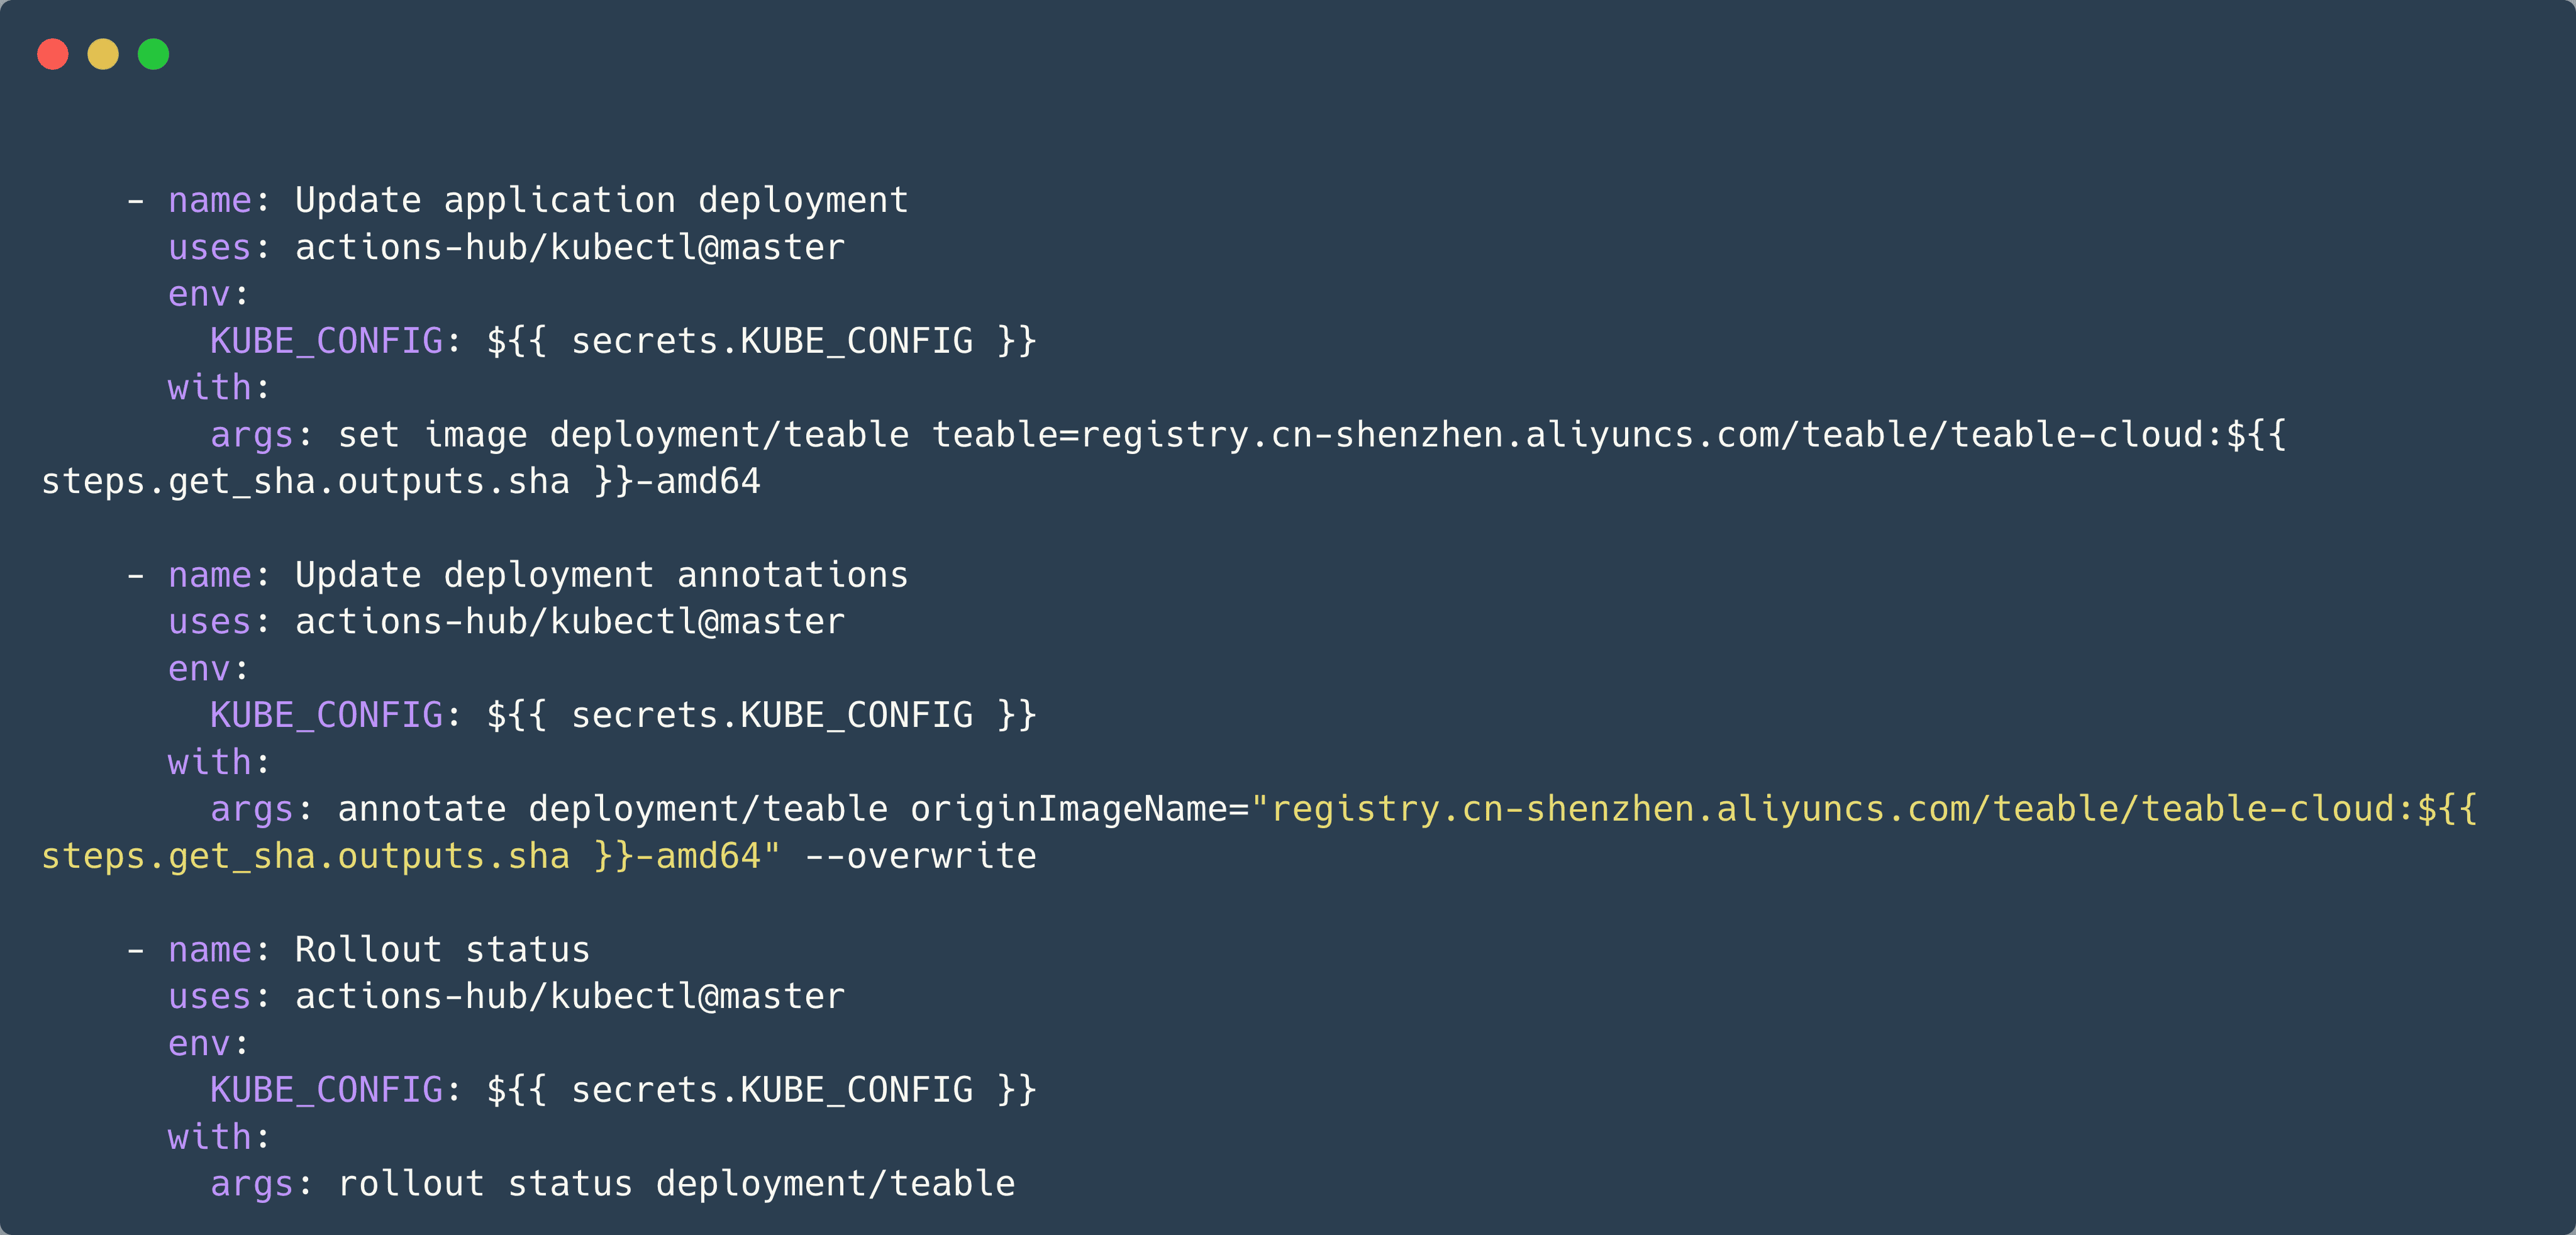 - name: Update application deployment
uses: actions-hub/kubectl@master
env:
KUBE_CONFIG: ${{ secrets.KUBE_CONFIG }}
with:
args: set image deployment/teable teable=registry.cn-shenzhen.aliyuncs.com/teable/teable-cloud:${{
steps.get_sha.outputs.sha }}-amd64
- name: Update deployment annotations
uses: actions-hub/kubectl@master
env:
KUBE_CONFIG: ${{ secrets.KUBE_CONFIG }}
with:
args: annotate deployment/teable originImageName="registry.cn-shenzhen.aliyuncs.com/teable/teable-cloud:${{
steps.get_sha.outputs.sha }}-amd64" --overwrite
- name: Rollout status
uses: actions-hub/kubectl@master
env:
KUBE_CONFIG: ${{ secrets.KUBE_CONFIG }}
with:
args: rollout status deployment/teable